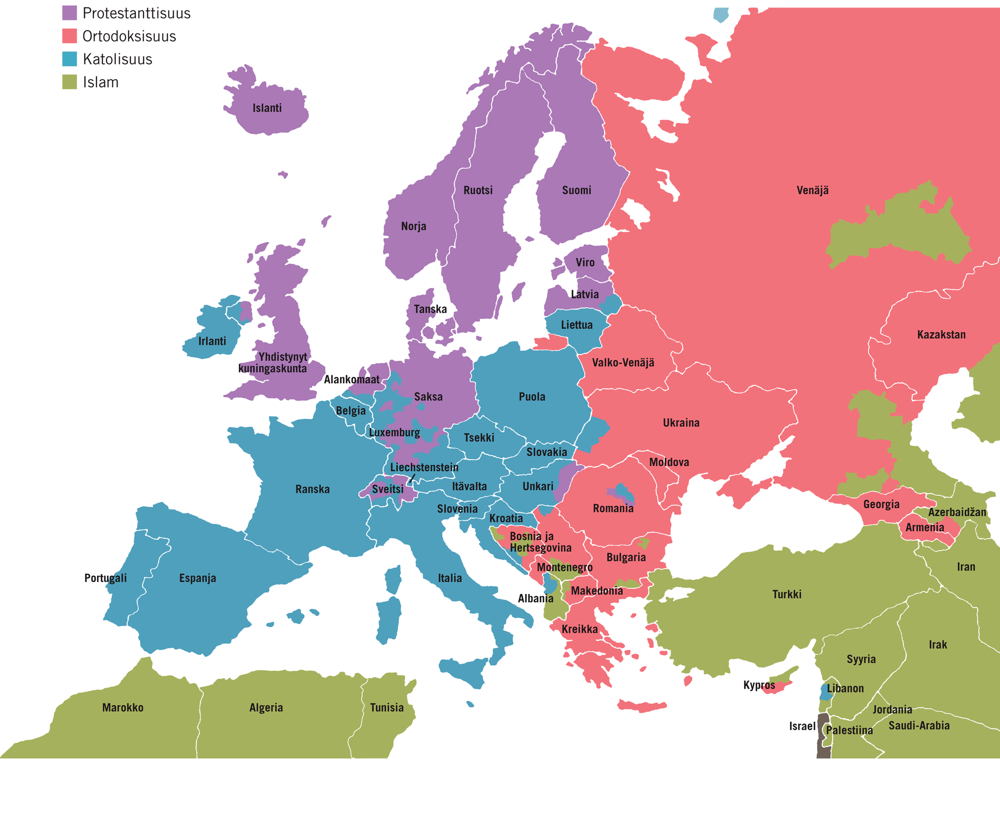 Protestanttisuus
Ortodoksisuus
Katolisuus
Islam
Islanti
Ruotsi
Suomi
Venäjä
Norja
Viro
Latvia
Tanska
Liettua
Irlanti
Kazakstan
Yhdistynyt
kuningaskunta
Valko-Venäjä
Alankomaat
Saksa
Puola
Belgia
Ukraina
Luxemburg
Tsekki
Slovakia
Moldova
Liechstenstein
Ranska
Sveitsi
Itävalta
Unkari
Slovenia
Romania
Georgia
Kroatia
Azerbaidžan
Armenia
Bosnia ja
Hertsegovina
Bulgaria
Montenegro
Iran
Portugali
Espanja
Italia
Makedonia
Turkki
Albania
Kreikka
Irak
Syyria
Kypros
Libanon
Marokko
Algeria
Tunisia
Jordania
Israel
Palestiina
Saudi-Arabia